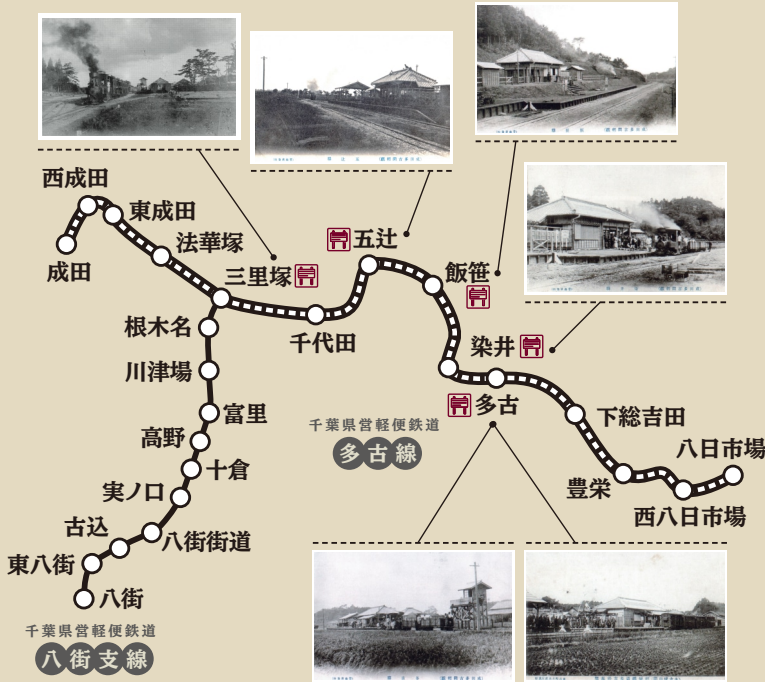 西成田
東成田
成田
法華塚
三里塚
五辻
飯笹
千代田
染井
多古
下総吉田
八日市場
豊栄
西八日市場
根木名
川津場
富里
高野
十倉
実ノ口
古込
八街街道
東八街
八街
千葉県営軽便鉄道
多古線
千葉県営軽便鉄道
八街支線